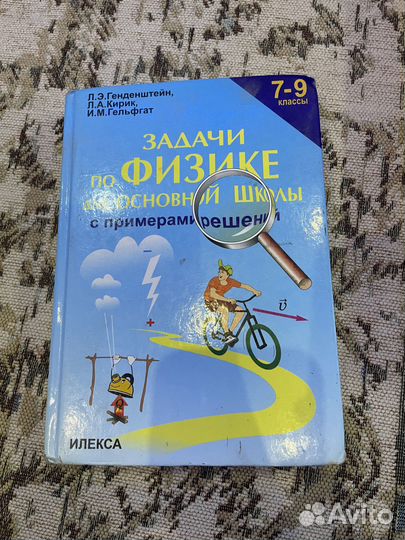 Л.Э.Генденштейн,
Л.А.Кирик,
И.М.Гельфгат
7-9
классы
ЗАДАЧИ
ПО ФИЗИКЕ
ОСНОВНОЙ ШКОЛЫ
с примерами решений
υ
ИЛЕКСА
Avito